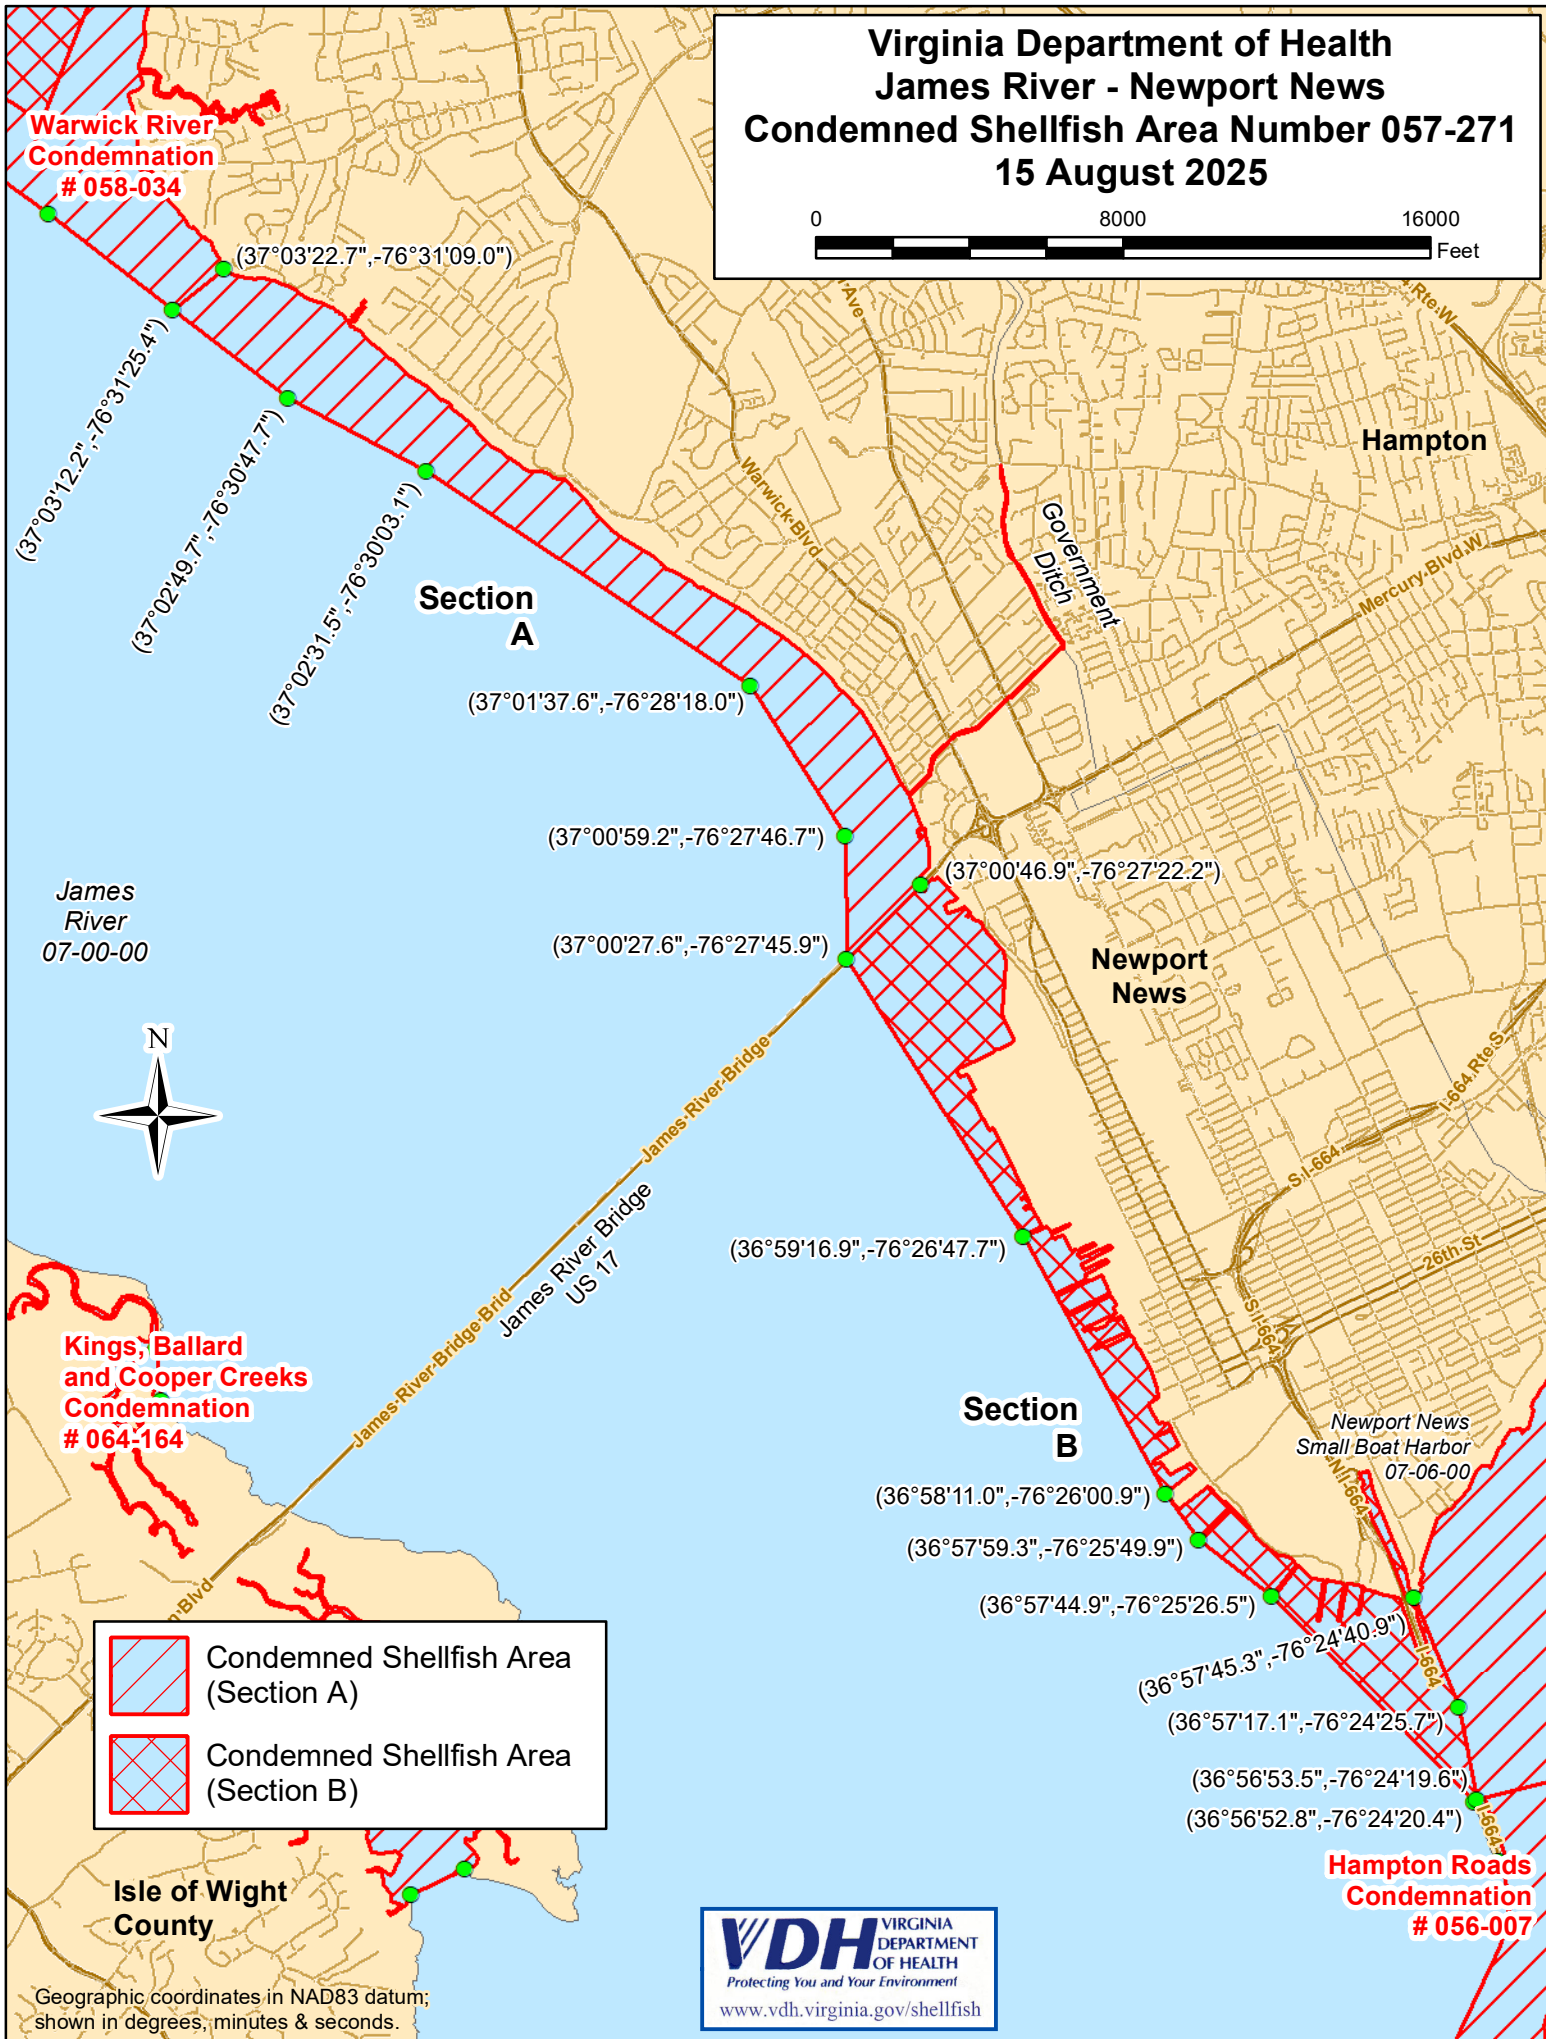 Virginia Department of Health
James River - Newport News
Condemned Shellfish Area Number 057-271
15 August 2025
0 8000 16000
Feet
Warwick River
Condemnation
# 058-034
(37°03'22.7",-76°31'09.0")
(37°03'12.2",-76°31'25.4")
(37°02'49.7",-76°30'47.7")
(37°02'31.5",-76°30'03.1")
Ave
Rte W
Hampton
Warwick Blvd
Government
Ditch
Mercury Blvd W
Section
A
(37°01'37.6",-76°28'18.0")
(37°00'59.2",-76°27'46.7")
(37°00'46.9",-76°27'22.2")
James
River
07-00-00
(37°00'27.6",-76°27'45.9")
Newport
News
N
James River Bridge
James River Bridge
US 17
James River Bridge Brid
I-664 Rte S
S I-664
26th St
S I-664
(36°59'16.9",-76°26'47.7")
Kings, Ballard
and Cooper Creeks
Condemnation
# 064-164
Section
B
Newport News
Small Boat Harbor
07-06-00
N I-664
(36°58'11.0",-76°26'00.9")
(36°57'59.3",-76°25'49.9")
(36°57'44.9",-76°25'26.5")
(36°57'45.3",-76°24'40.9")
I-664
(36°57'17.1",-76°24'25.7")
(36°56'53.5",-76°24'19.6")
(36°56'52.8",-76°24'20.4")
I-664
n Blvd
Condemned Shellfish Area
(Section A)
Condemned Shellfish Area
(Section B)
Hampton Roads
Condemnation
# 056-007
Isle of Wight
County
VDH VIRGINIA
DEPARTMENT
OF HEALTH
Protecting You and Your Environment
www.vdh.virginia.gov/shellfish
Geographic coordinates in NAD83 datum;
shown in degrees, minutes & seconds.